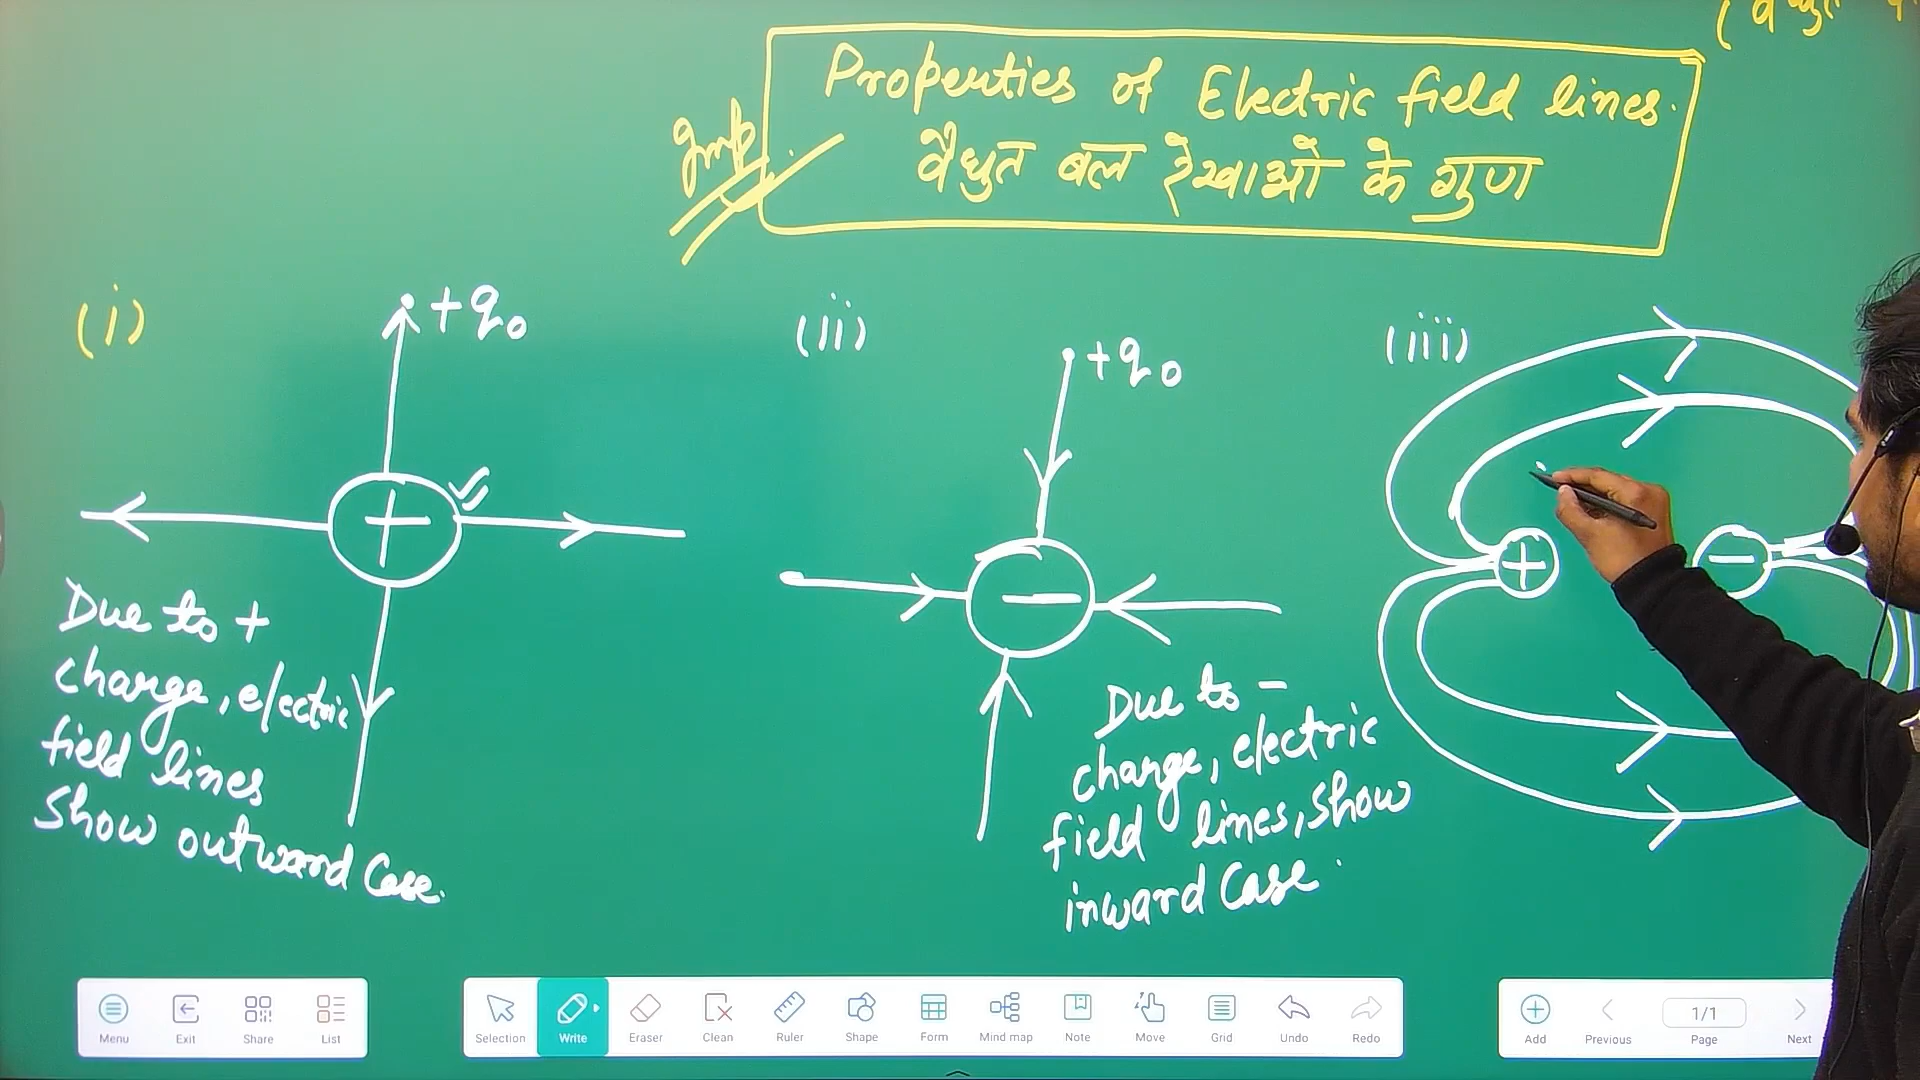 Properties of Electric field lines.
वैधुत बल रेखाओ के गुण
Imp
(i)
+q0
+
Due to +
charge, electric
field lines
Show outward Case.
(ii)
+q0
−
Due to −
charge, electric
field lines, show
inward Case.
(iii)
+
−
Menu
Exit
Share
List
Selection
Write
Eraser
Clean
Ruler
Shape
Form
Mind map
Note
Move
Grid
Undo
Redo
Add
Previous
1/1
Page
Next